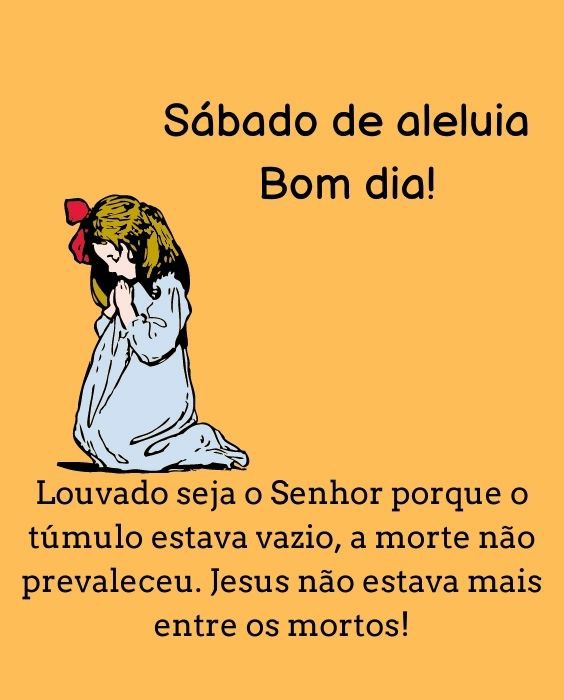 Sábado de aleluia
Bom dia!
Louvado seja o Senhor porque o
túmulo estava vazio, a morte não
prevaleceu. Jesus não estava mais
entre os mortos!